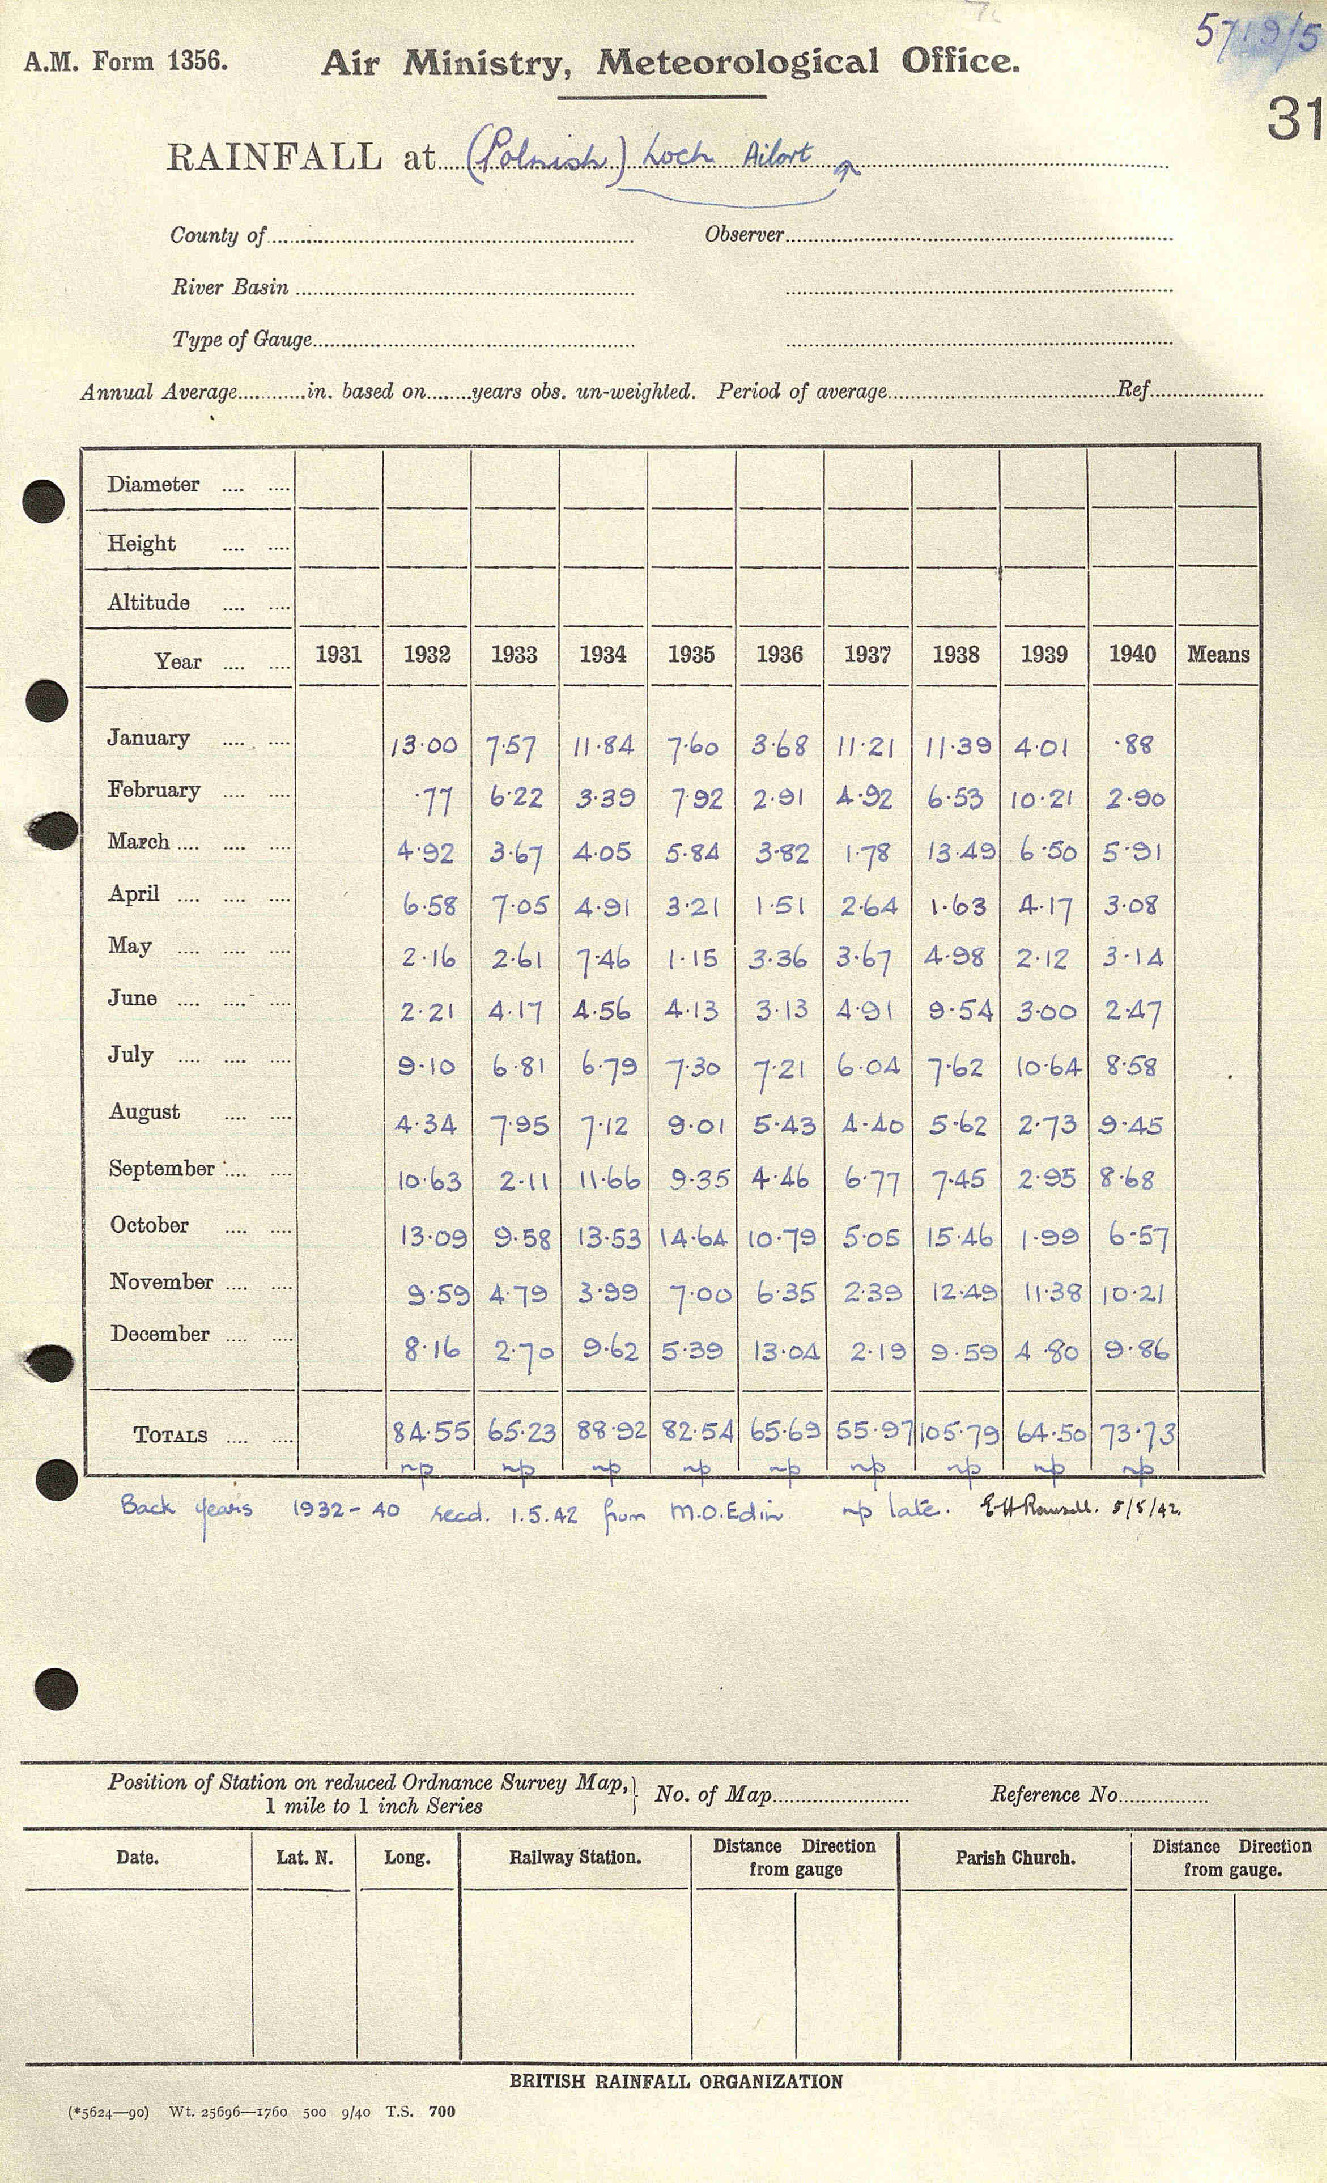 5719/5
A.M. Form 1356. Air Ministry, Meteorological Office.
31
RAINFALL at (Polnish) Loch Ailort
County of Observer
River Basin
Type of Gauge
Annual Average in. based on years obs. un-weighted. Period of average Ref.
Diameter
Height
Altitude
Year 1931 1932 1933 1934 1935 1936 1937 1938 1939 1940 Means
January 13·00 7·57 11·84 7·60 3·68 11·21 11·39 4·01 ·88
February ·77 6·22 3·39 7·92 2·91 4·92 6·53 10·21 2·90
March 4·92 3·67 4·05 5·84 3·82 1·78 13·49 6·50 5·91
April 6·58 7·05 4·91 3·21 1·51 2·64 1·63 4·17 3·08
May 2·16 2·61 7·46 1·15 3·36 3·67 4·98 2·12 3·14
June 2·21 4·17 4·56 4·13 3·13 4·91 9·54 3·00 2·47
July 9·10 6·81 6·79 7·30 7·21 6·04 7·62 10·64 8·58
August 4·34 7·95 7·12 9·01 5·43 4·40 5·62 2·73 9·45
September 10·63 2·11 11·66 9·35 4·46 6·77 7·45 2·95 8·68
October 13·09 9·58 13·53 14·64 10·79 5·05 15·46 1·99 6·57
November 9·59 4·79 3·99 7·00 6·35 2·39 12·49 11·38 10·21
December 8·16 2·70 9·62 5·39 13·04 2·19 9·59 4·80 9·86
TOTALS 84·55 65·23 88·92 82·54 65·69 55·97 105·79 64·50 73·73
np np np np np np np np np
Back years 1932-40 recd. 1.5.42 from M.O.Edin np late. 5/5/42
Position of Station on reduced Ordnance Survey Map, No. of Map Reference No.
1 mile to 1 inch Series
Date. Lat. N. Long. Railway Station. Distance Direction from gauge Parish Church. Distance Direction from gauge.
BRITISH RAINFALL ORGANIZATION
(*5624—90) Wt. 25696—1760 500 9/40 T.S. 700